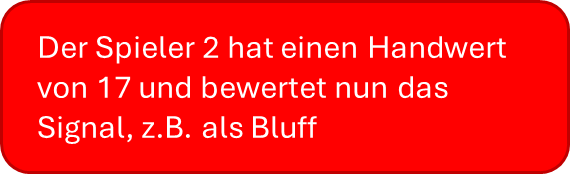 Der Spieler 2 hat einen Handwert
von 17 und bewertet nun das
Signal, z.B. als Bluff